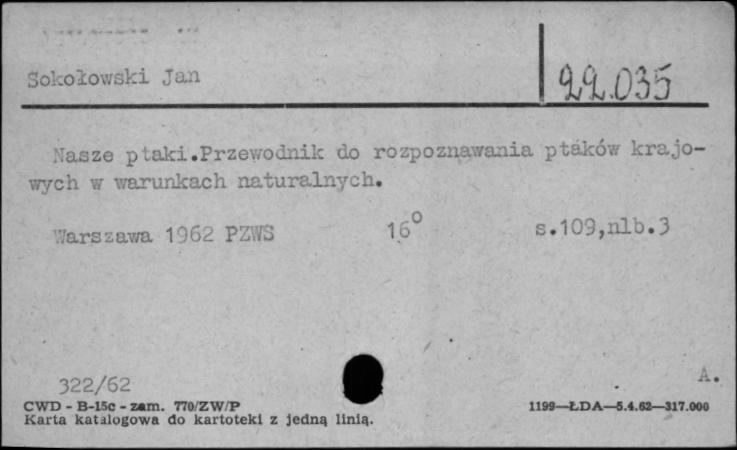 Sokołowski Jan
22.035
Nasze ptaki.Przewodnik do rozpoznawania ptaków krajo-
wych w warunkach naturalnych.
Warszawa 1962 PZWS 16° s.109,nlb.3
322/62 A.
CWD - B-15c - zam. 770/ZW/P 1199—ŁDA—5.4.62—317.000
Karta katalogowa do kartoteki z jedną linią.